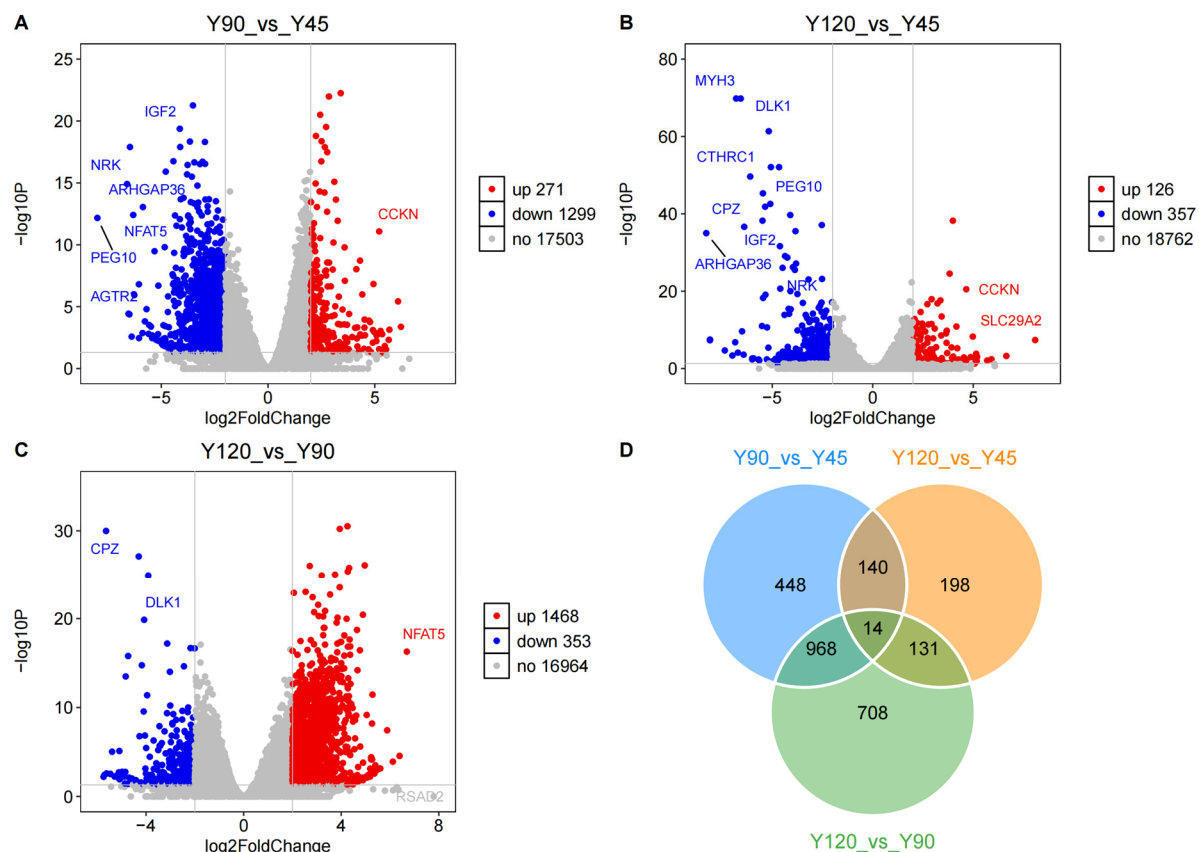 A
Y90_vs_Y45
25
20
15
10
5
0
−log10P
IGF2
NRK
ARHGAP36
NFAT5
PEG10
AGTR2
CCKN
−5
0
5
log2FoldChange
up 271
down 1299
no 17503
B
Y120_vs_Y45
80
60
40
20
0
−log10P
MYH3
DLK1
CTHRC1
PEG10
CPZ
IGF2
ARHGAP36
NRK
CCKN
SLC29A2
−5
0
5
log2FoldChange
up 126
down 357
no 18762
C
Y120_vs_Y90
30
20
10
0
−log10P
CPZ
DLK1
NFAT5
RSAD2
−4
0
4
8
log2FoldChange
up 1468
down 353
no 16964
D
Y90_vs_Y45
Y120_vs_Y45
448
140
198
14
968
131
708
Y120_vs_Y90